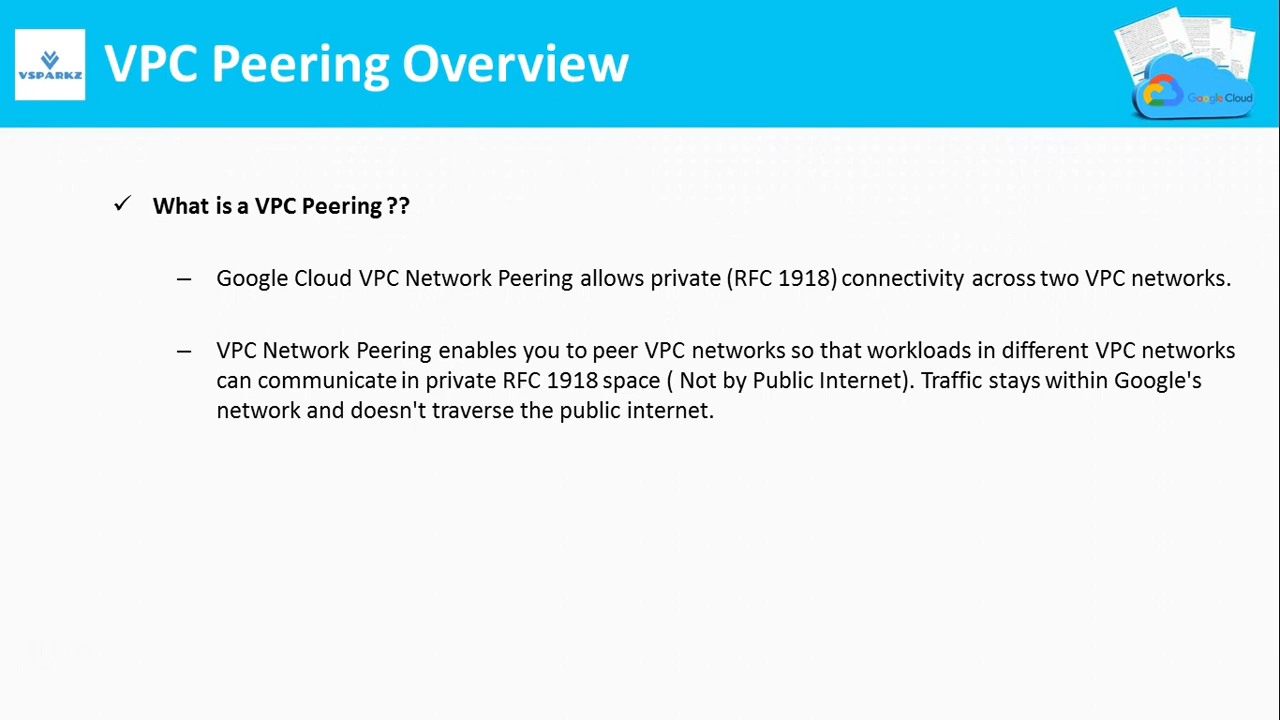 VSPARKZ
VPC Peering Overview
Google Cloud
✓ What is a VPC Peering ??
– Google Cloud VPC Network Peering allows private (RFC 1918) connectivity across two VPC networks.
– VPC Network Peering enables you to peer VPC networks so that workloads in different VPC networks
can communicate in private RFC 1918 space ( Not by Public Internet). Traffic stays within Google's
network and doesn't traverse the public internet.